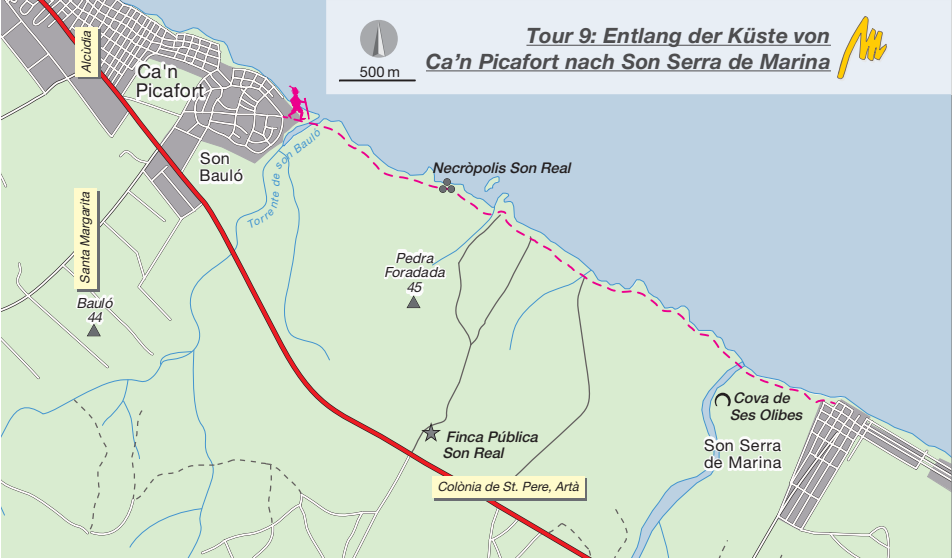 Tour 9: Entlang der Küste von
Ca'n Picafort nach Son Serra de Marina
500 m
Alcùdia
Ca'n
Picafort
Son
Bauló
Torrente de son Bauló
Necròpolis Son Real
Santa Margarita
Bauló
44
Pedra
Foradada
45
Cova de
Ses Olibes
Finca Pública
Son Real
Son Serra
de Marina
Colònia de St. Pere, Artà